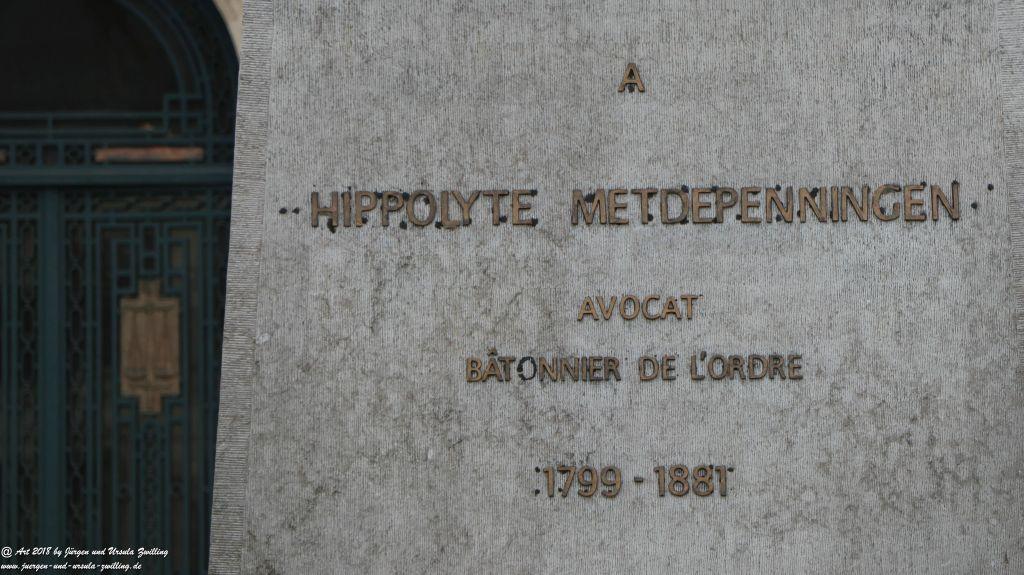 A
HIPPOLYTE METDEPENNINGEN
AVOCAT
BÂTONNIER DE L'ORDRE
1799 - 1881
@ Art 2018 by Jürgen und Ursula Zwilling
www.juergen-und-ursula-zwilling.de